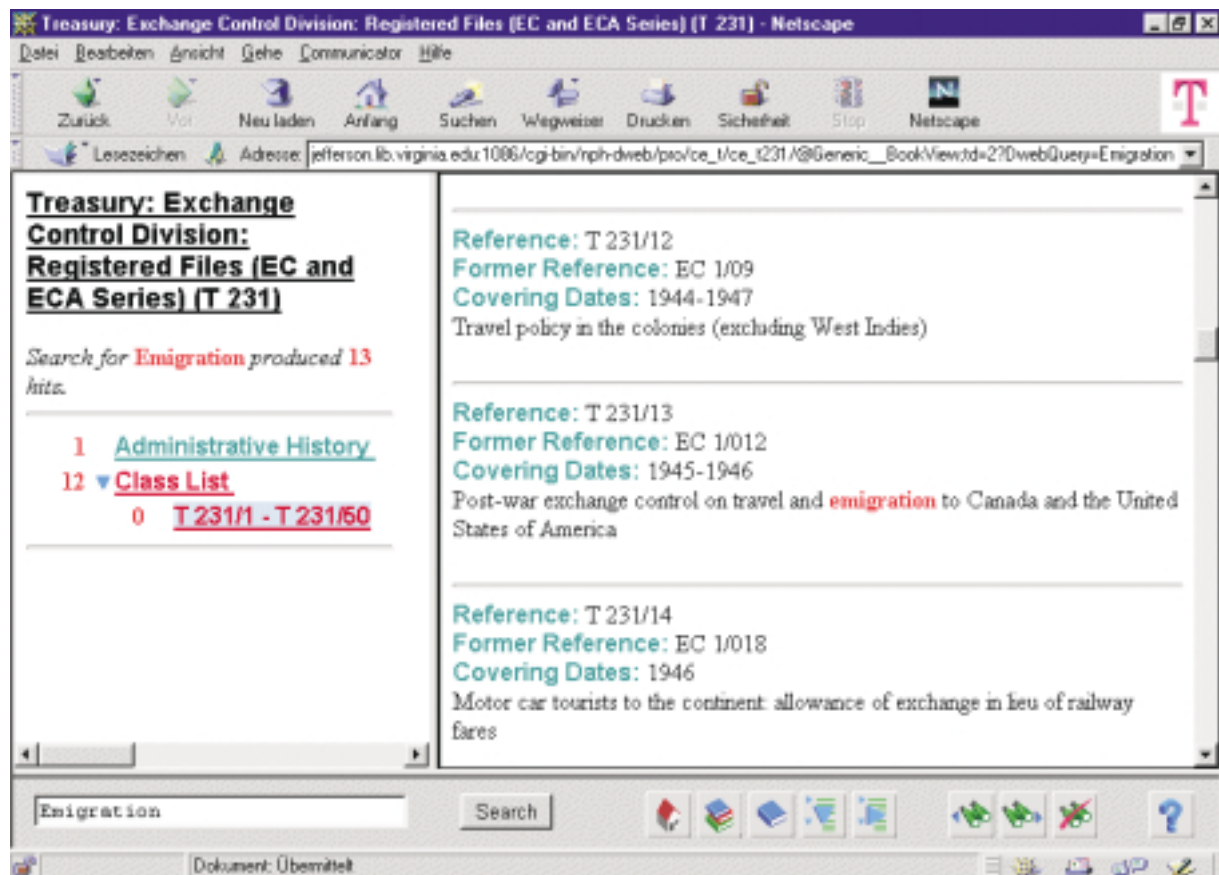 Treasury: Exchange Control Division: Registered Files (EC and ECA Series) (T 231) - Netscape
Datei Bearbeiten Ansicht Gehe Communicator Hilfe
Zurück Vor Neu laden Anfang Suchen Wegweiser Drucken Sicherheit Stop Netscape
T
Lesezeichen Adresse: jefferson.lib.virginia.edu:1086/cgi-bin/nph-dweb/pro/ce_t/ce_t231/@Generic__BookView;td=2?DwebQuery=Emigration
Treasury: Exchange
Control Division:
Registered Files (EC and
ECA Series) (T 231)
Search for Emigration produced 13
hits.
1 Administrative History
12 Class List
0 T 231/1 - T 231/50
Reference: T 231/12
Former Reference: EC 1/09
Covering Dates: 1944-1947
Travel policy in the colonies (excluding West Indies)
Reference: T 231/13
Former Reference: EC 1/012
Covering Dates: 1945-1946
Post-war exchange control on travel and emigration to Canada and the United
States of America
Reference: T 231/14
Former Reference: EC 1/018
Covering Dates: 1946
Motor car tourists to the continent: allowance of exchange in lieu of railway
fares
Emigration Search
?
Dokument: Übermittelt